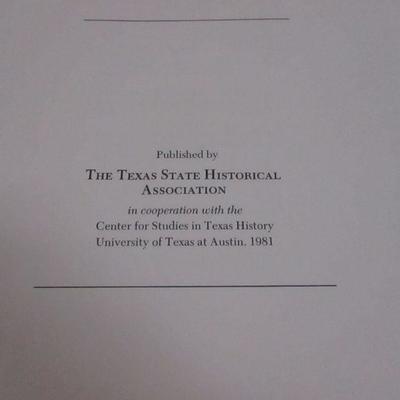 Published by
THE TEXAS STATE HISTORICAL
ASSOCIATION
in cooperation with the
Center for Studies in Texas History
University of Texas at Austin. 1981